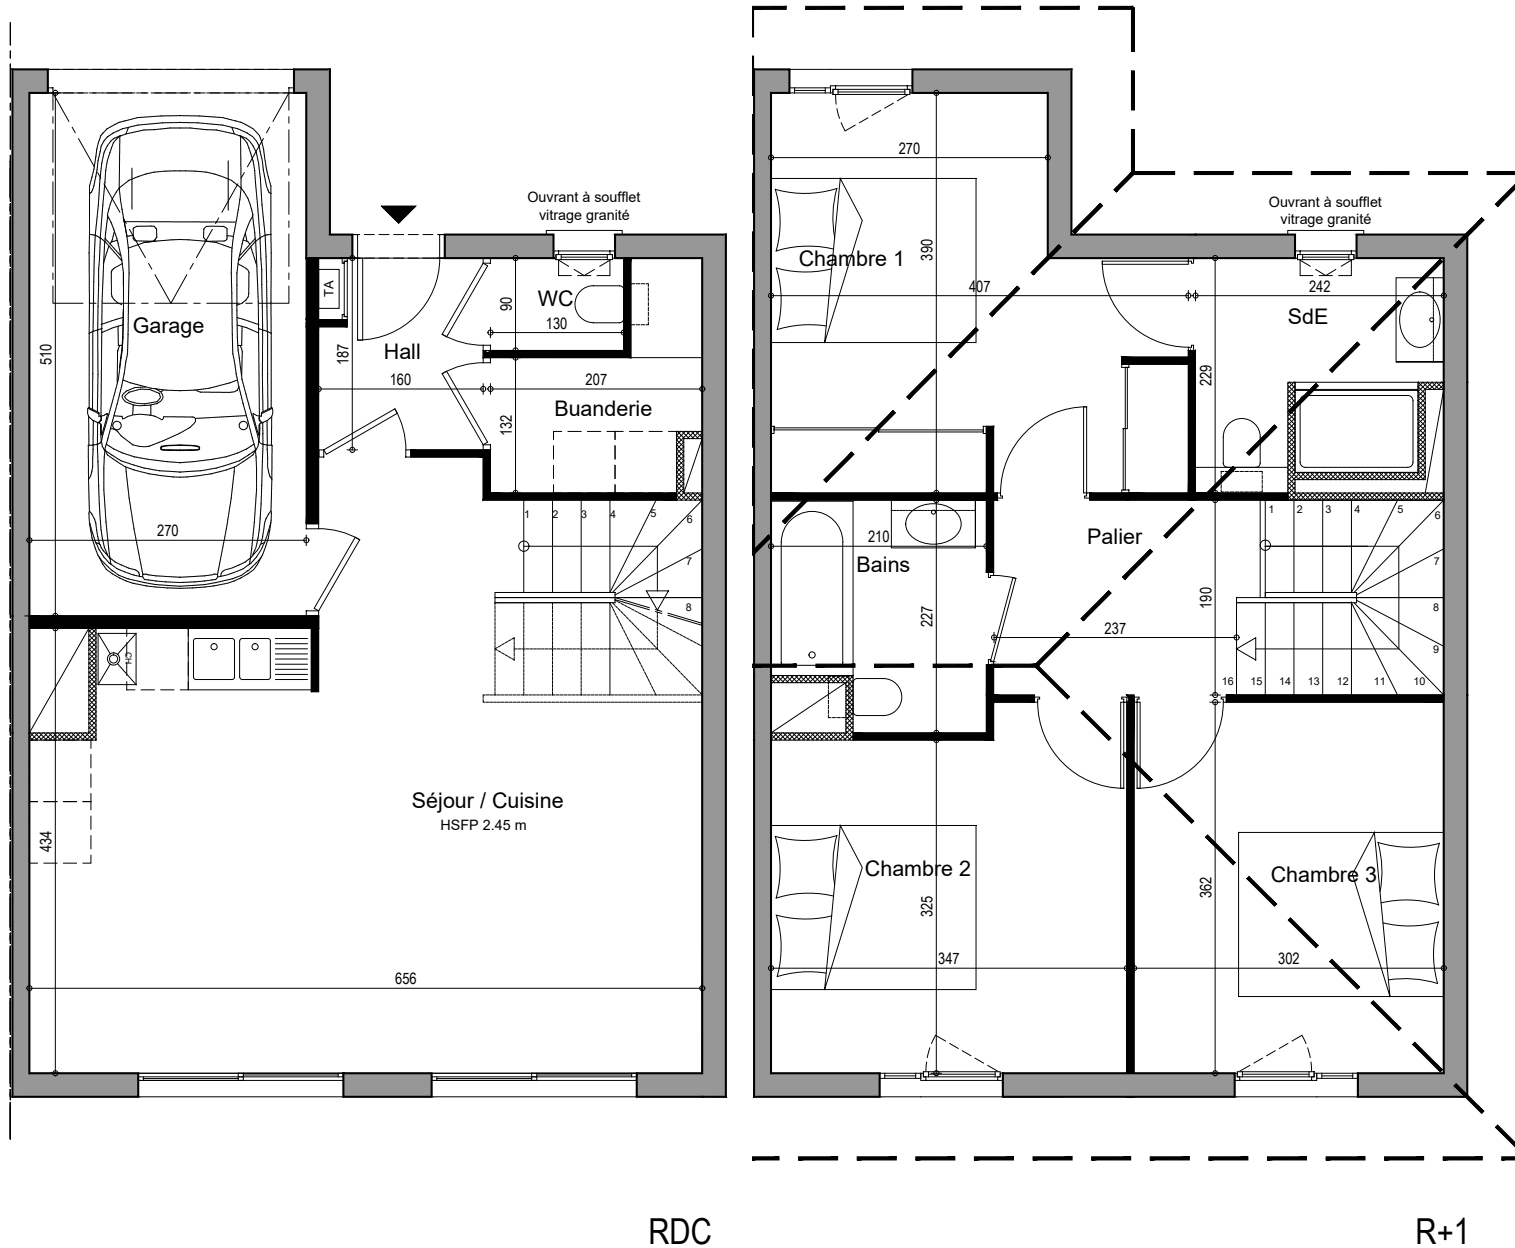 Ouvrant à soufflet
vitrage granité
TA
WC
90
130
Garage
510
187
Hall
160
207
132
Buanderie
270
1 2 3 4 5 6
7
8
CH
Séjour / Cuisine
HSFP 2.45 m
434
656
RDC
270
Ouvrant à soufflet
vitrage granité
Chambre 1
390
407
242
SdE
229
210
Bains
227
Palier
190
237
1 2 3 4 5 6
7
8
9
16 15 14 13 12 11 10
Chambre 2
325
347
362
Chambre 3
302
R+1